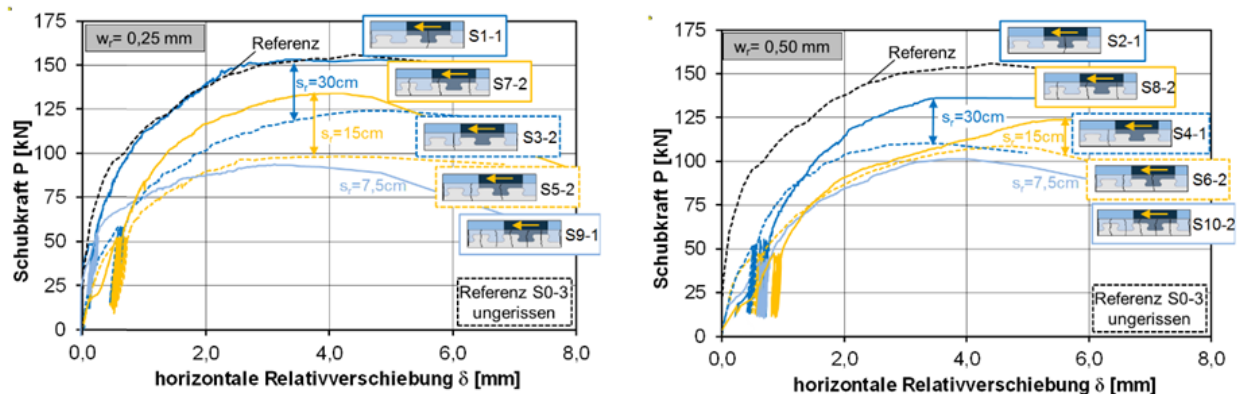 175
150
125
100
75
50
25
0
Schubkraft P [kN]
wᵣ= 0,25 mm
Referenz
sᵣ=30cm
sᵣ=15cm
sᵣ=7,5cm
S1-1
S7-2
S3-2
S5-2
S9-1
Referenz S0-3
ungerissen
0,0 2,0 4,0 6,0 8,0
horizontale Relativverschiebung δ [mm]
175
150
125
100
75
50
25
0
Schubkraft P [kN]
wᵣ= 0,50 mm
Referenz
sᵣ=30cm
sᵣ=15cm
sᵣ=7,5cm
S2-1
S8-2
S4-1
S6-2
S10-2
Referenz S0-3
ungerissen
0,0 2,0 4,0 6,0 8,0
horizontale Relativverschiebung δ [mm]